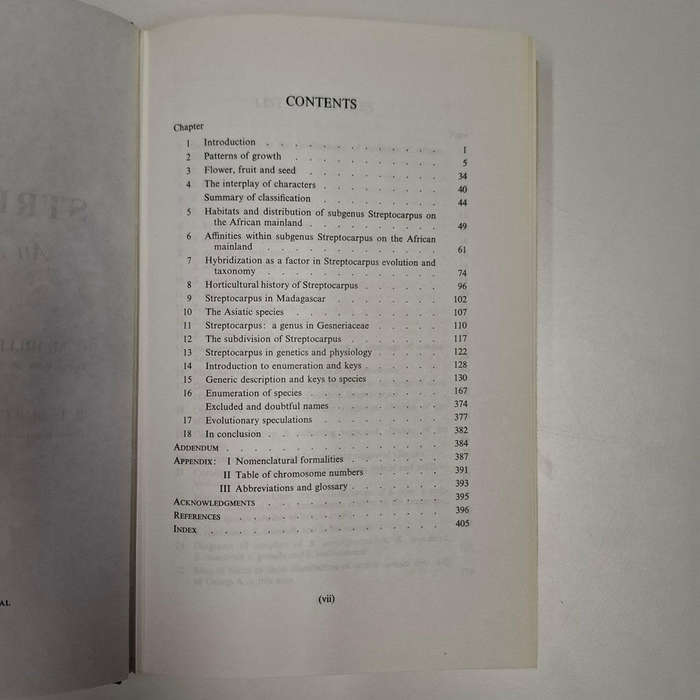 CONTENTS
Chapter
Page
1 Introduction . . . . . . . . . . . 1
2 Patterns of growth . . . . . . . . . . 5
3 Flower, fruit and seed . . . . . . . . . 34
4 The interplay of characters . . . . . . . . 40
Summary of classification . . . . . . . . 44
5 Habitats and distribution of subgenus Streptocarpus on
the African mainland . . . . . . . . . 49
6 Affinities within subgenus Streptocarpus on the African
mainland . . . . . . . . . . . 61
7 Hybridization as a factor in Streptocarpus evolution and
taxonomy . . . . . . . . . . . 74
8 Horticultural history of Streptocarpus . . . . . 96
9 Streptocarpus in Madagascar . . . . . . . 102
10 The Asiatic species . . . . . . . . . 107
11 Streptocarpus: a genus in Gesneriaceae . . . . . 110
12 The subdivision of Streptocarpus . . . . . . 117
13 Streptocarpus in genetics and physiology . . . . . 122
14 Introduction to enumeration and keys . . . . . 128
15 Generic description and keys to species . . . . . 130
16 Enumeration of species . . . . . . . . 167
Excluded and doubtful names . . . . . . . 374
17 Evolutionary speculations . . . . . . . . 377
18 In conclusion . . . . . . . . . . 382
ADDENDUM . . . . . . . . . . . . 384
APPENDIX: I Nomenclatural formalities . . . . . . 387
II Table of chromosome numbers . . . . . 391
III Abbreviations and glossary . . . . . . 393
ACKNOWLEDGMENTS . . . . . . . . . . 395
REFERENCES . . . . . . . . . . . . 396
INDEX . . . . . . . . . . . . . 405
(vii)
AL